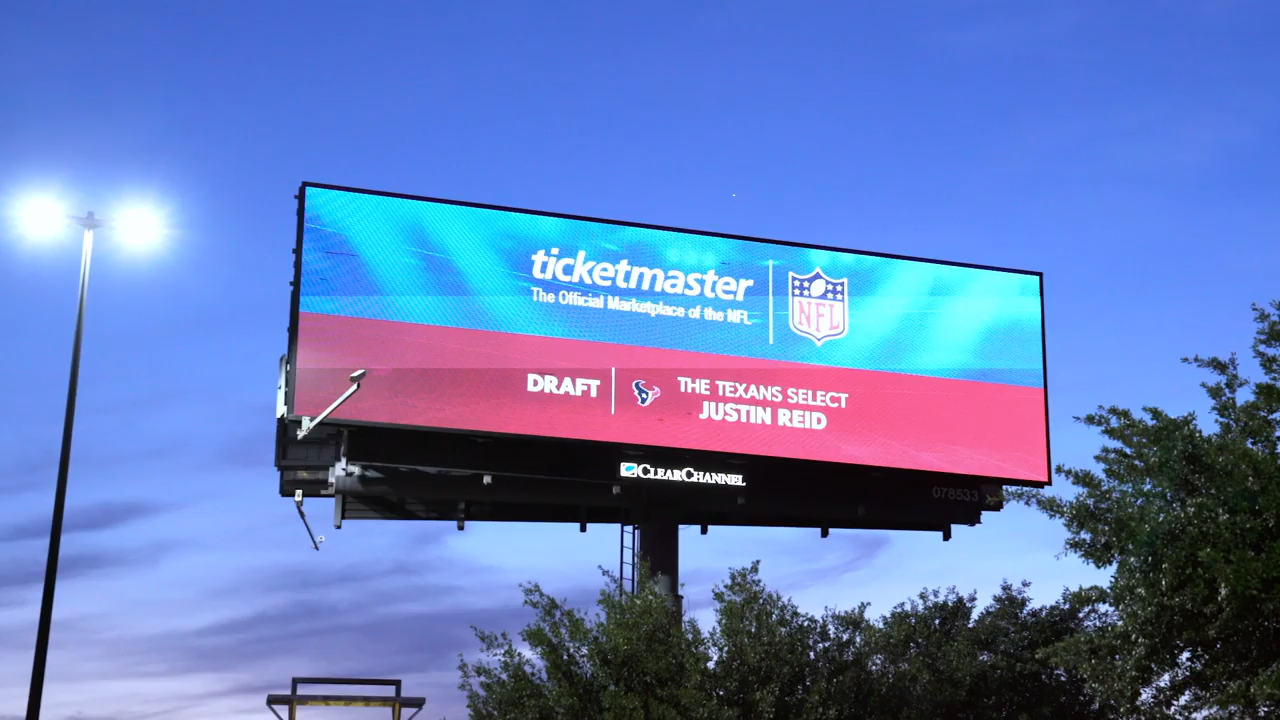 ticketmaster
The Official Marketplace of the NFL
NFL
DRAFT
THE TEXANS SELECT
JUSTIN REID
CLEARCHANNEL
078533